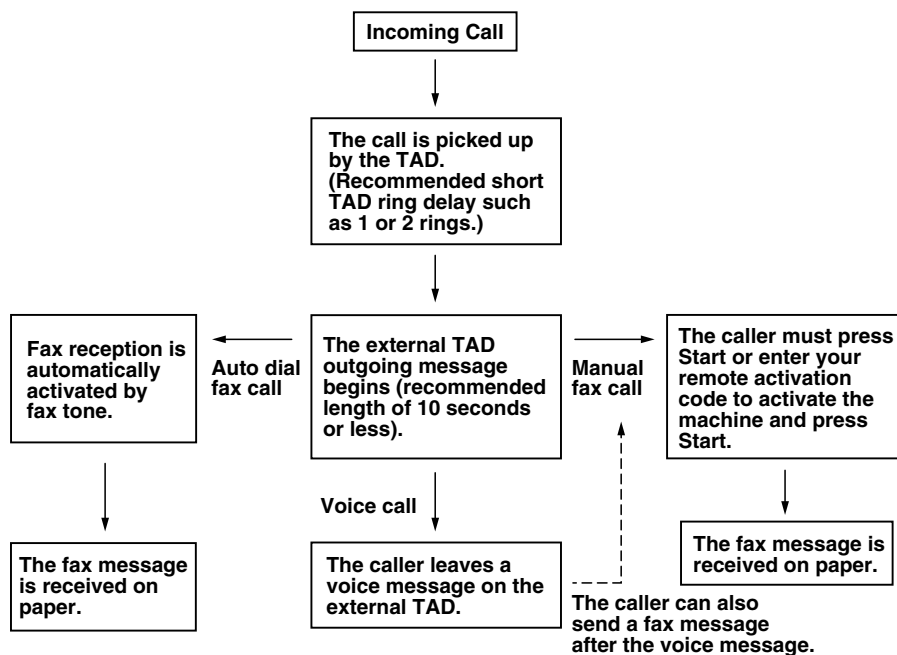 Incoming Call
The call is picked up
by the TAD.
(Recommended short
TAD ring delay such
as 1 or 2 rings.)
Fax reception is
automatically
activated by
fax tone.
Auto dial
fax call
The external TAD
outgoing message
begins (recommended
length of 10 seconds
or less).
Manual
fax call
The caller must press
Start or enter your
remote activation
code to activate the
machine and press
Start.
Voice call
The fax message
is received on
paper.
The caller leaves a
voice message on the
external TAD.
The fax message is
received on paper.
The caller can also
send a fax message
after the voice message.